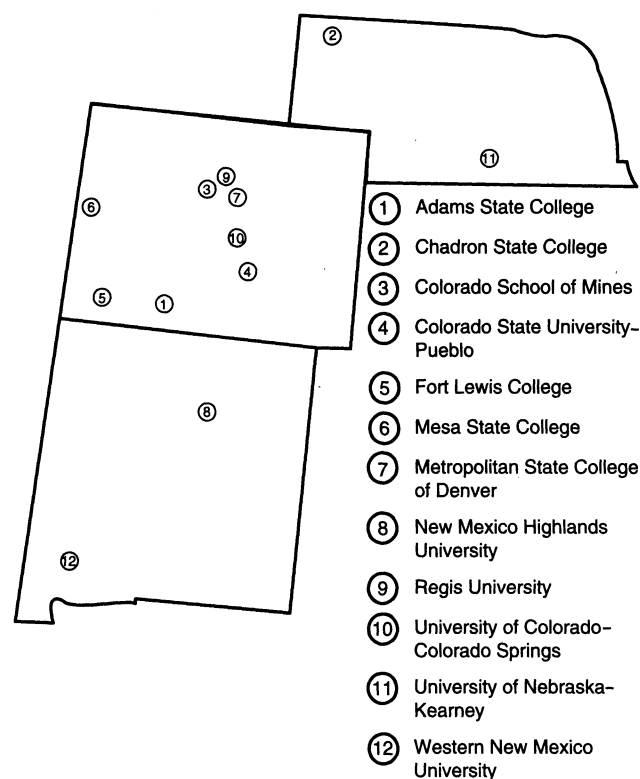 2
11
9
3
7
6
10
4
5
1
8
12
1 Adams State College
2 Chadron State College
3 Colorado School of Mines
4 Colorado State University–
Pueblo
5 Fort Lewis College
6 Mesa State College
7 Metropolitan State College
of Denver
8 New Mexico Highlands
University
9 Regis University
10 University of Colorado–
Colorado Springs
11 University of Nebraska–
Kearney
12 Western New Mexico
University